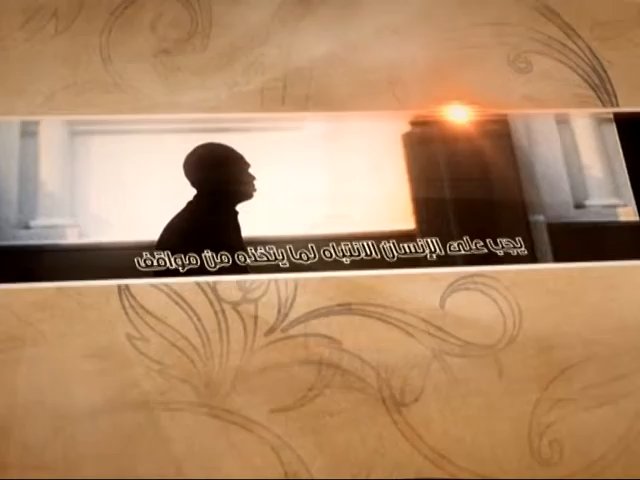 يجب على الإنسان الانتباه لما يتخذه من مواقف